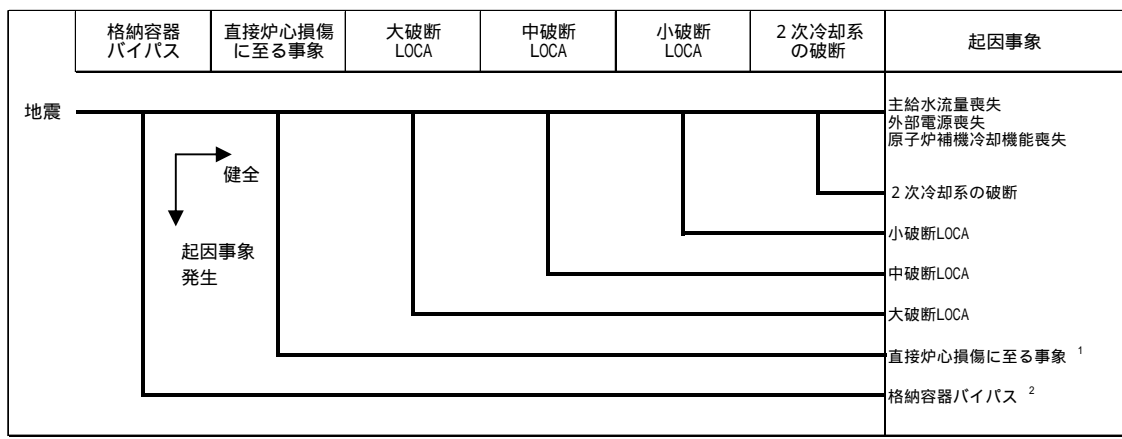 格納容器
バイパス
直接炉心損傷
に至る事象
大破断
LOCA
中破断
LOCA
小破断
LOCA
２次冷却系
の破断
起因事象
地震
健全
起因事象
発生
主給水流量喪失
外部電源喪失
原子炉補機冷却機能喪失
２次冷却系の破断
小破断LOCA
中破断LOCA
大破断LOCA
直接炉心損傷に至る事象 1
格納容器バイパス 2